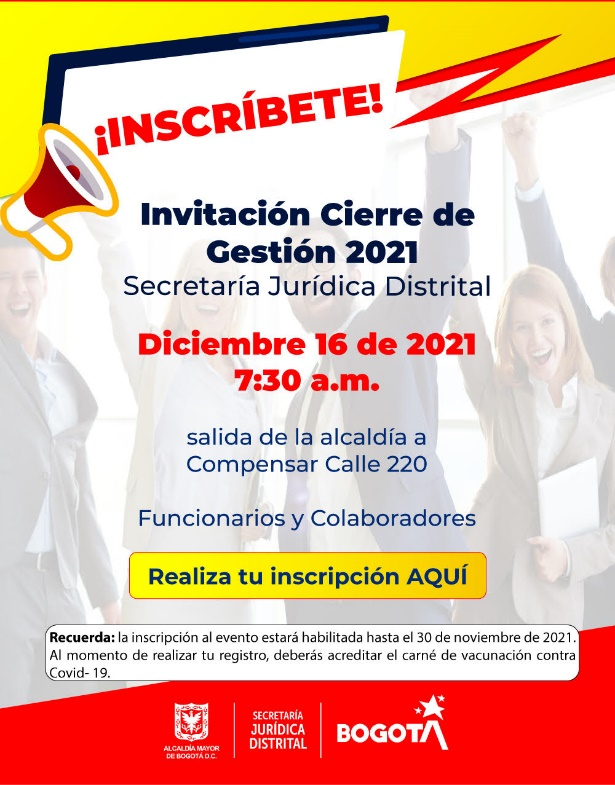 ¡INSCRÍBETE!
Invitación Cierre de
Gestión 2021
Secretaría Jurídica Distrital
Diciembre 16 de 2021
7:30 a.m.
salida de la alcaldía a
Compensar Calle 220
Funcionarios y Colaboradores
Realiza tu inscripción AQUÍ
Recuerda: la inscripción al evento estará habilitada hasta el 30 de noviembre de 2021.
Al momento de realizar tu registro, deberás acreditar el carné de vacunación contra
Covid- 19.
ALCALDÍA MAYOR
DE BOGOTÁ D.C.
SECRETARÍA
JURÍDICA
DISTRITAL
BOGOTÁ